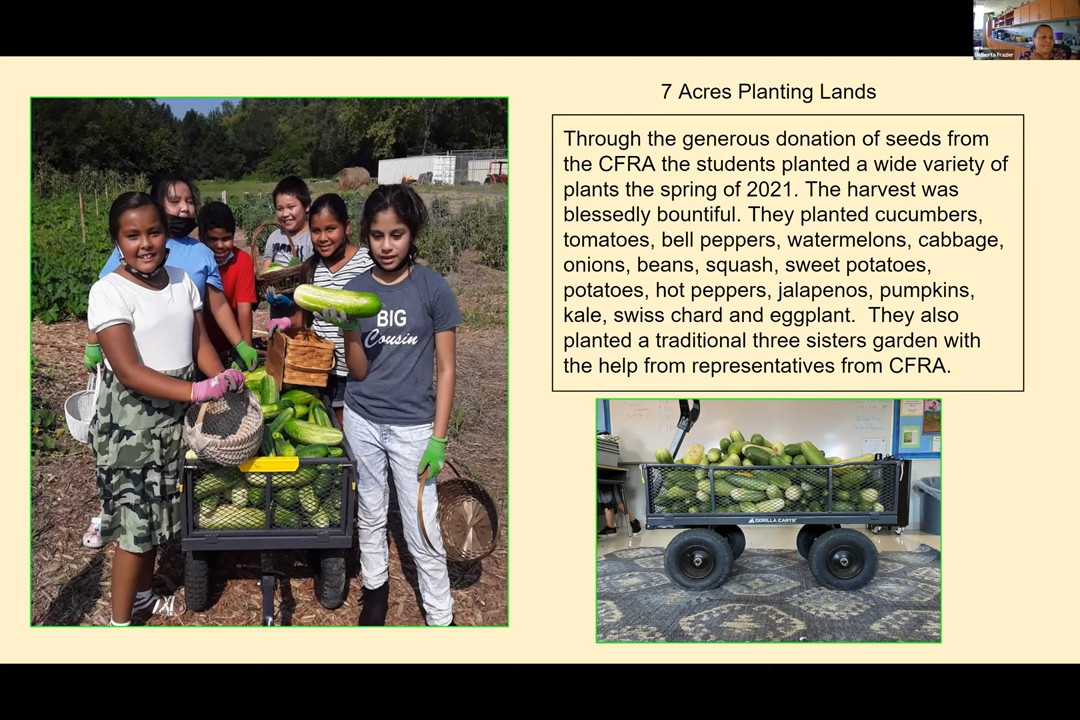 Delberta Frazier
7 Acres Planting Lands
Through the generous donation of seeds from
the CFRA the students planted a wide variety of
plants the spring of 2021. The harvest was
blessedly bountiful. They planted cucumbers,
tomatoes, bell peppers, watermelons, cabbage,
onions, beans, squash, sweet potatoes,
potatoes, hot peppers, jalapenos, pumpkins,
kale, swiss chard and eggplant.  They also
planted a traditional three sisters garden with
the help from representatives from CFRA.
BIG
Cousin
GORILLA CARTS